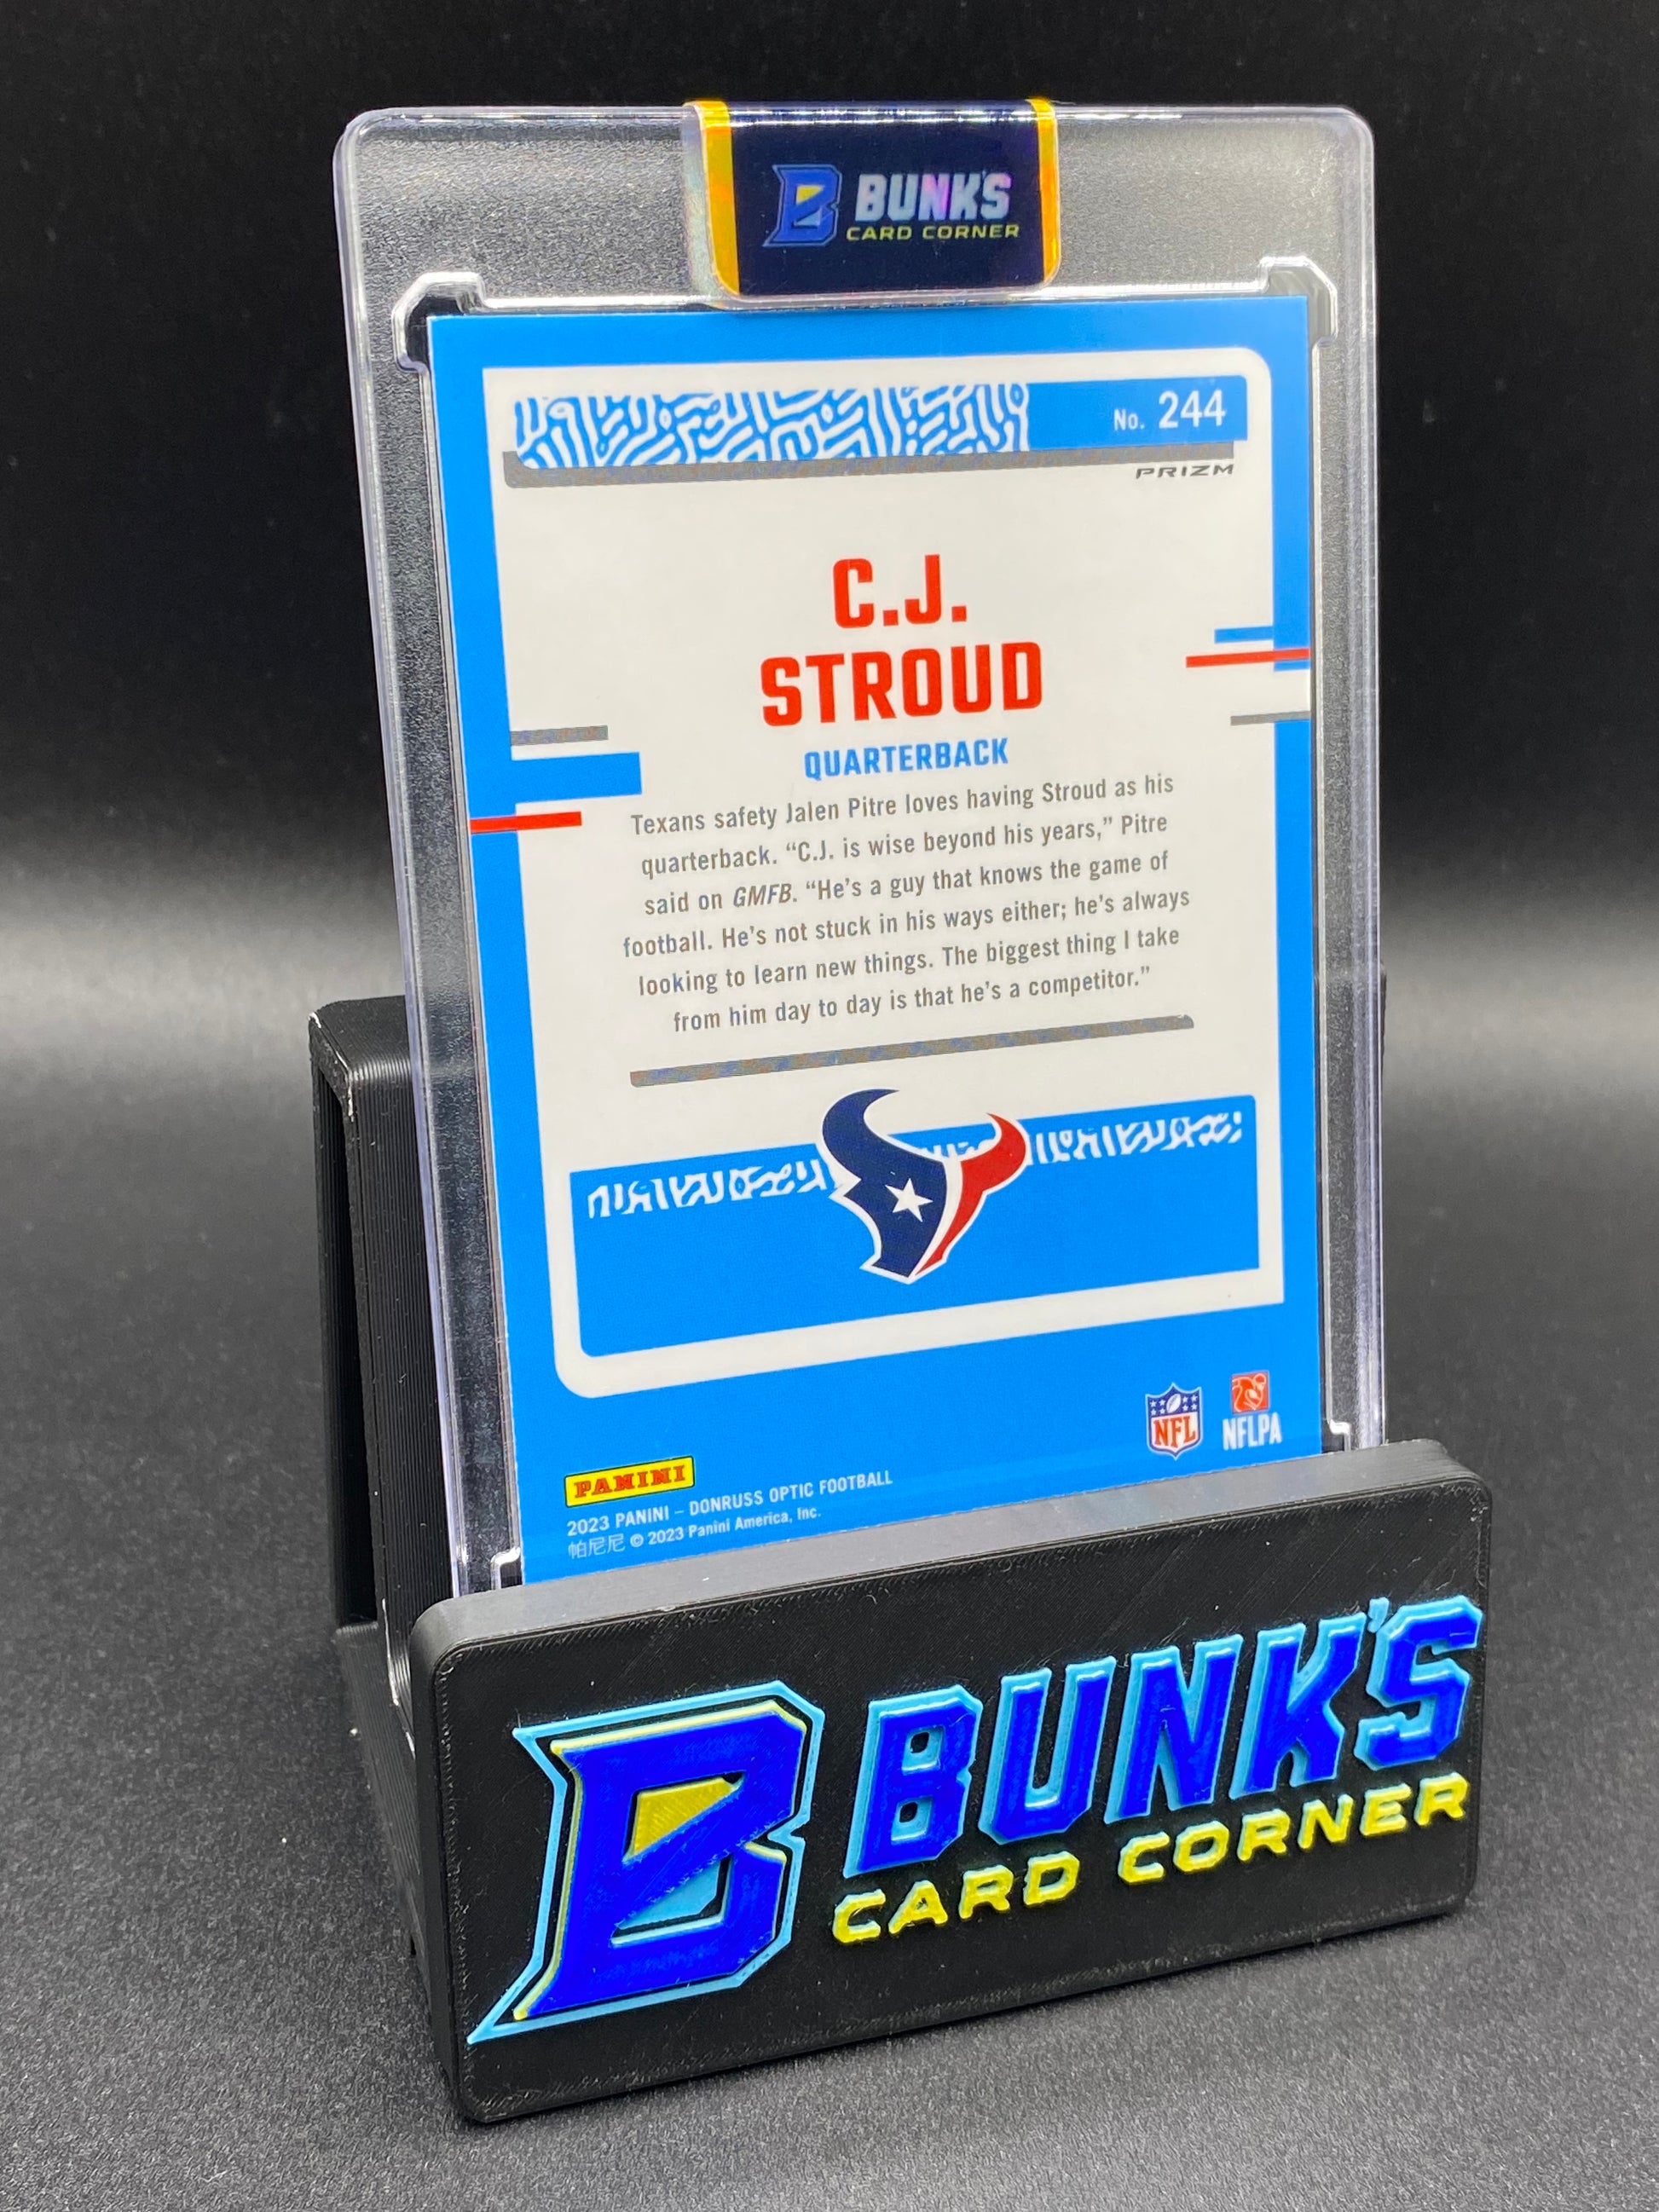 B BUNK'S
CARD CORNER
No. 244
PRIZM
C.J.
STROUD
QUARTERBACK
Texans safety Jalen Pitre loves having Stroud as his
quarterback. “C.J. is wise beyond his years,” Pitre
said on GMFB. “He's a guy that knows the game of
football. He's not stuck in his ways either; he's always
looking to learn new things. The biggest thing I take
from him day to day is that he's a competitor.”
NFL
NFLPA
PANINI
2023 PANINI – DONRUSS OPTIC FOOTBALL
帕尼尼 © 2023 Panini America, Inc.
B BUNK'S
CARD CORNER